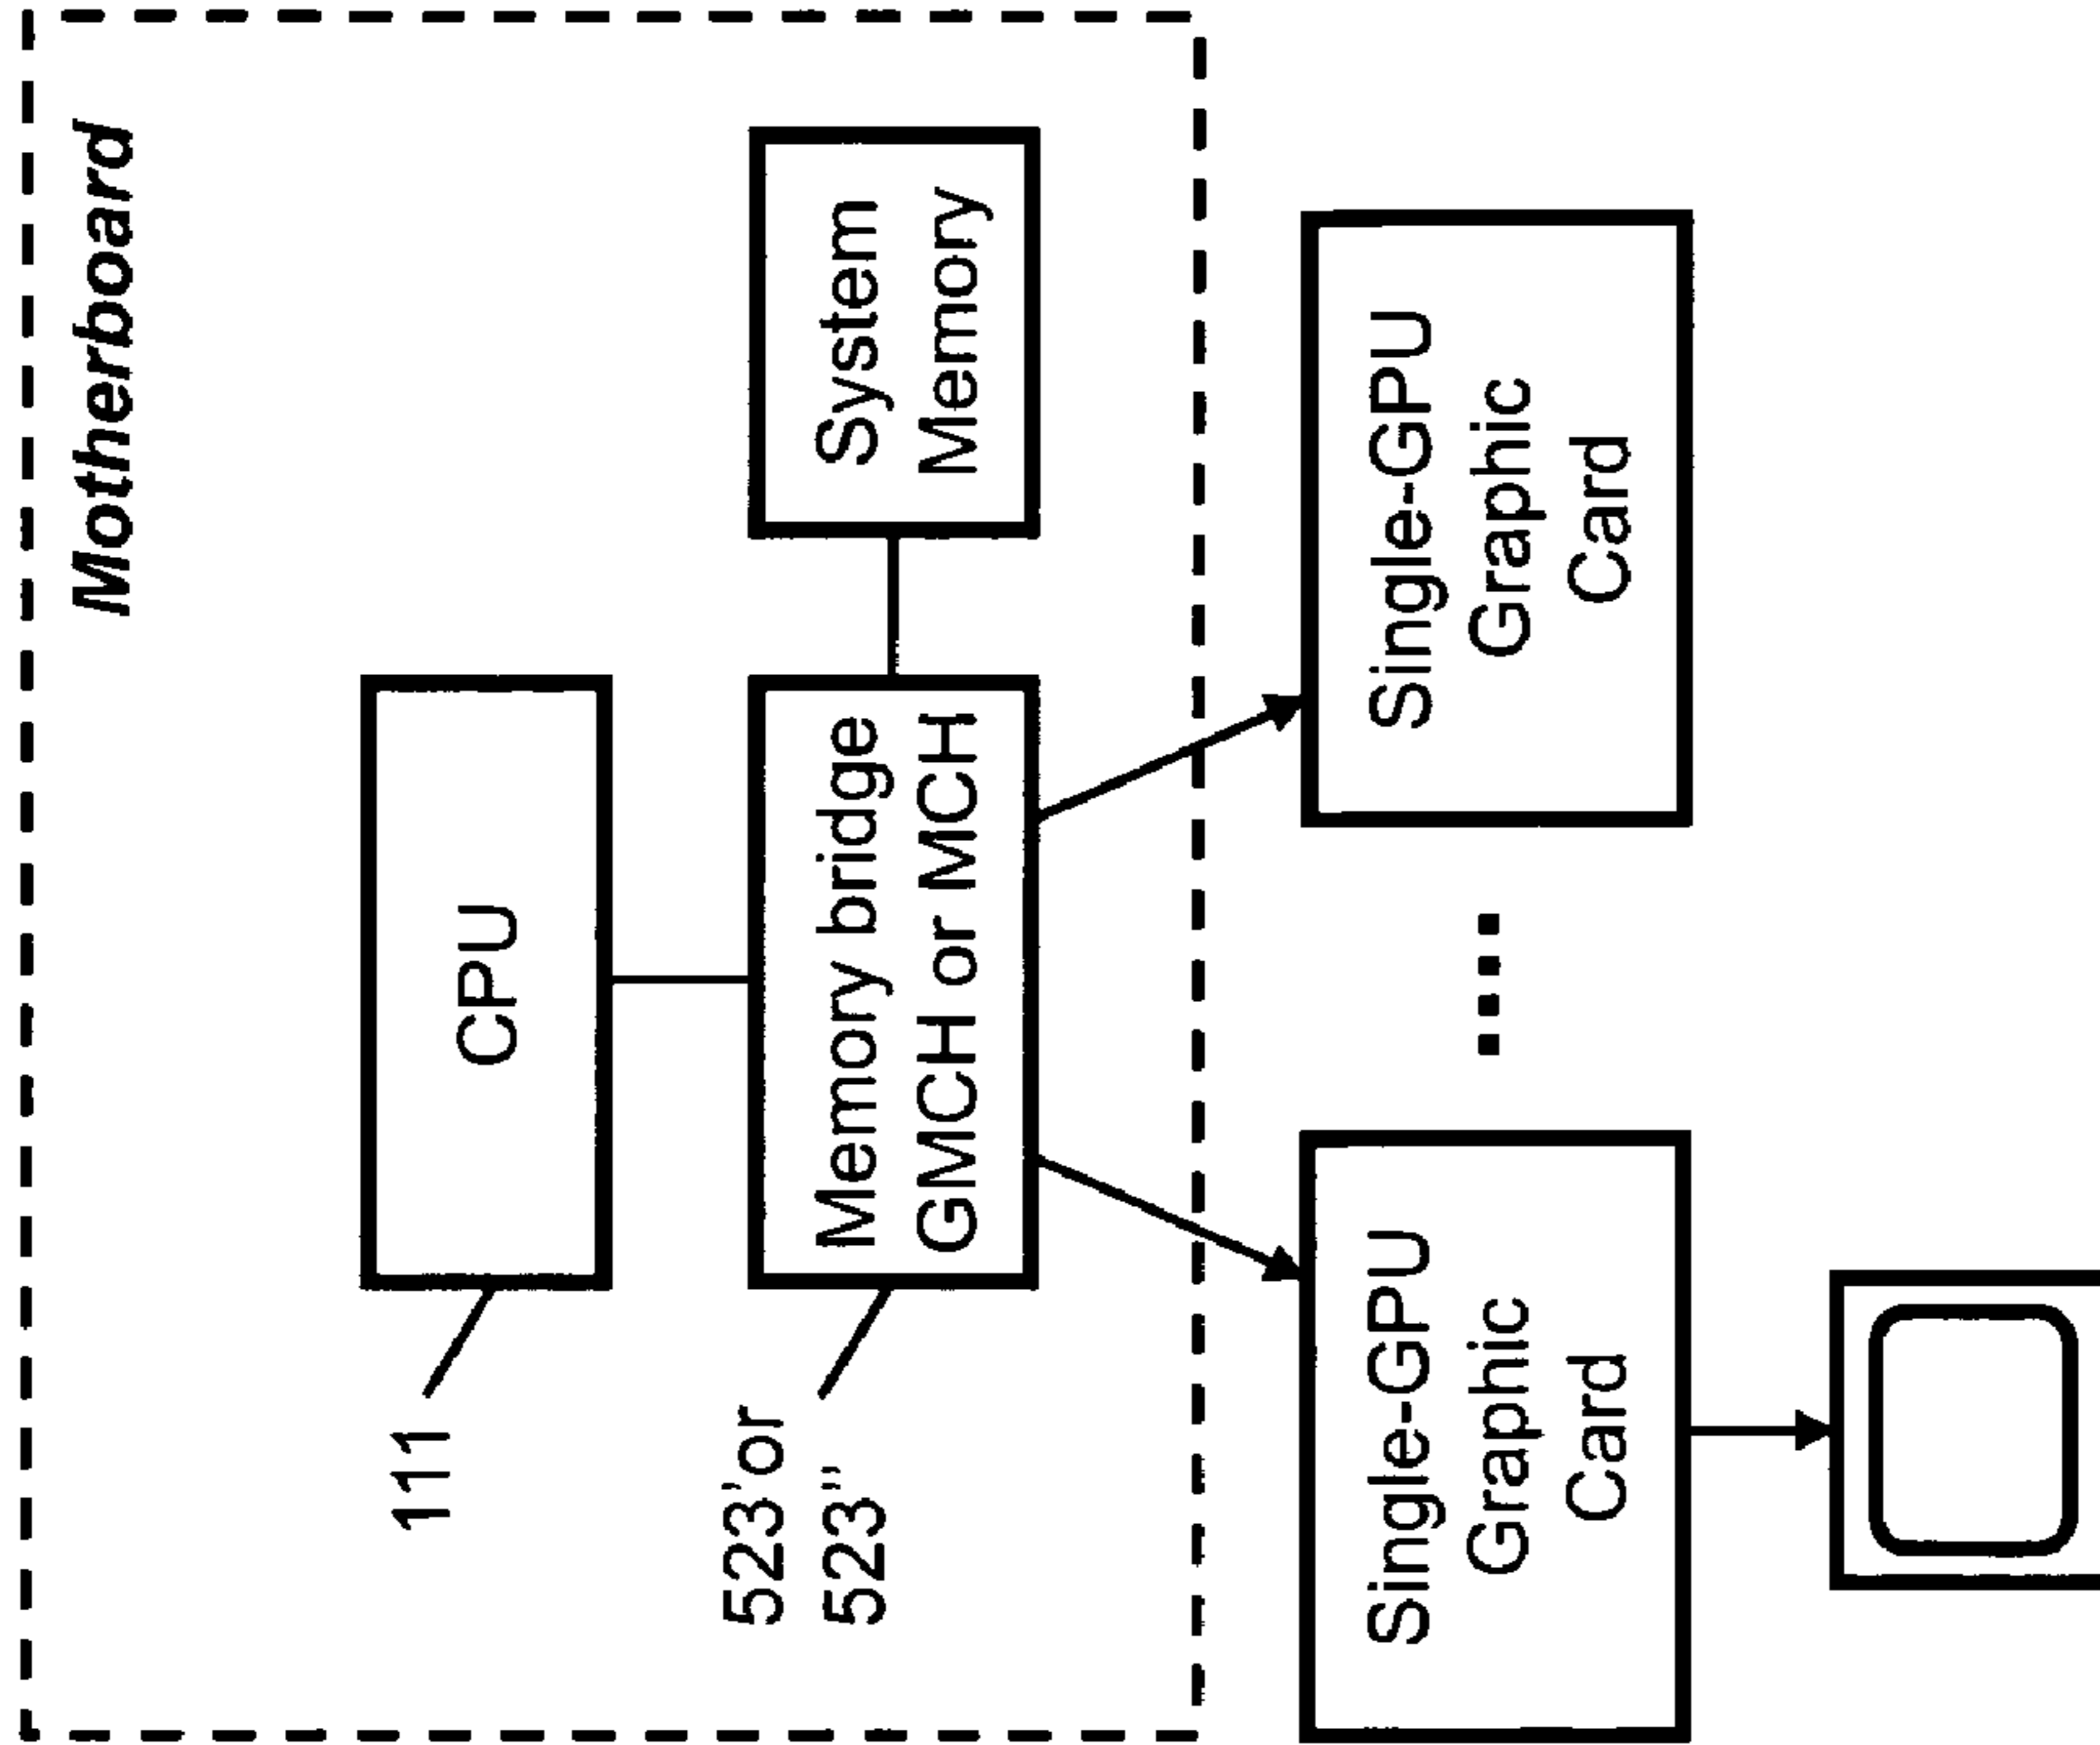 Motherboard
111
CPU
523'or
523"
Memory bridge
GMCH or MCH
System
Memory
Single-GPU
Graphic
Card
Single-GPU
Graphic
Card